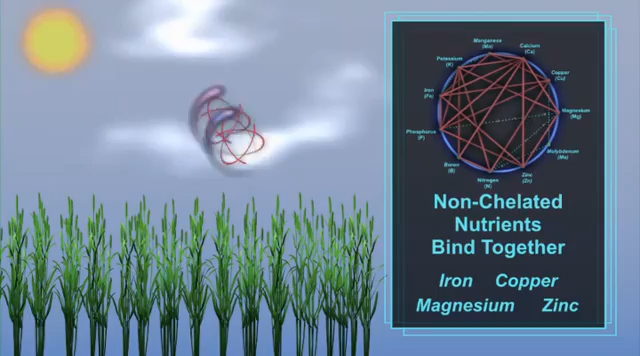 Manganese
(Mn)
Calcium
(Ca)
Potassium
(K)
Copper
(Cu)
Iron
(Fe)
Magnesium
(Mg)
Phosphorus
(P)
Molybdenum
(Mo)
Boron
(B)
Zinc
(Zn)
Nitrogen
(N)
Non-Chelated
Nutrients
Bind Together
Iron Copper
Magnesium Zinc